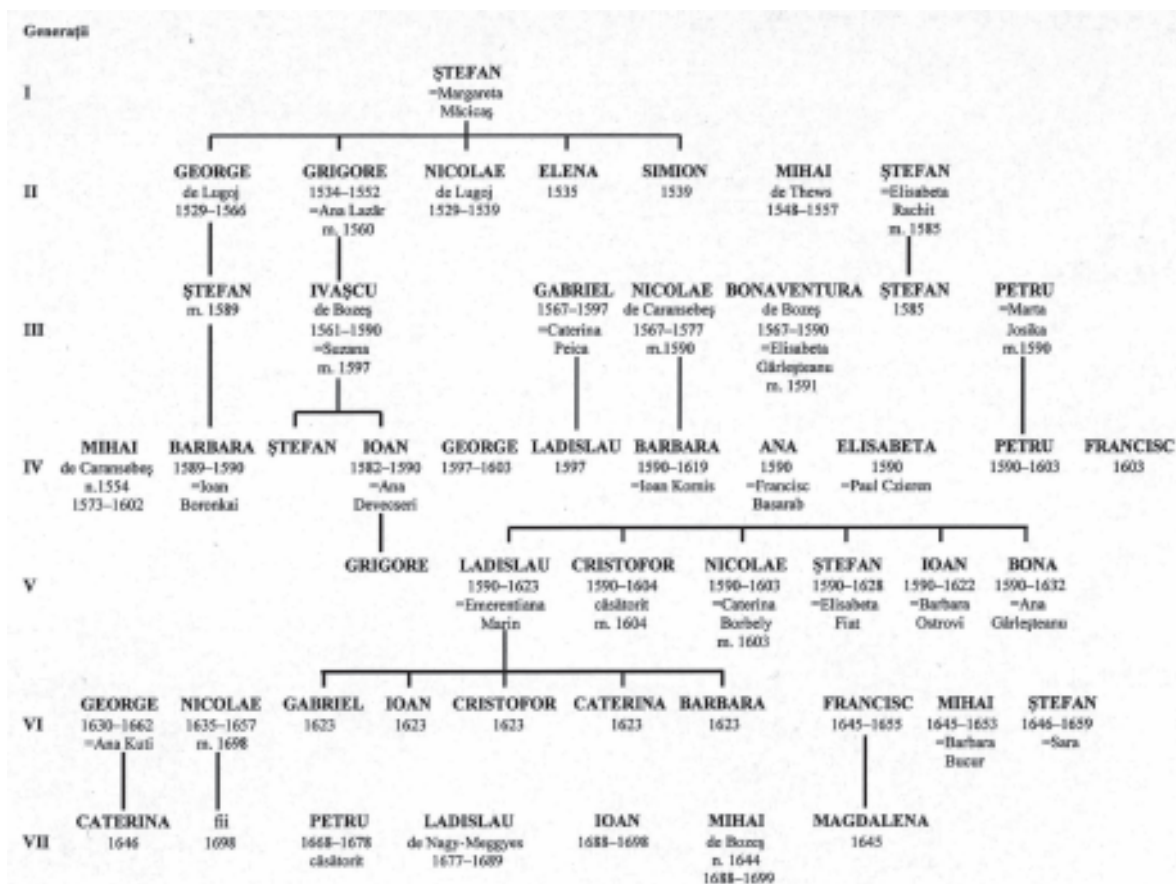 Generații
I
ȘTEFAN
=Margareta
Măcicaș
II
GEORGE
de Lugoj
1529–1566
GRIGORE
1534–1552
=Ana Lazăr
m. 1560
NICOLAE
de Lugoj
1529–1539
ELENA
1535
SIMION
1539
MIHAI
de Thews
1548–1557
ȘTEFAN
=Elisabeta
Rachit
m. 1585
III
ȘTEFAN
m. 1589
IVAȘCU
de Bozeș
1561–1590
=Suzana
m. 1597
GABRIEL
1567–1597
=Caterina
Peica
NICOLAE
de Caransebeș
1567–1577
m.1590
BONAVENTURA
de Bozeș
1567–1590
=Elisabeta
Gârleșteanu
m. 1591
ȘTEFAN
1585
PETRU
=Marta
Josika
m.1590
IV
MIHAI
de Caransebeș
n.1554
1573–1602
BARBARA
1589–1590
=Ioan
Boronkai
ȘTEFAN
IOAN
1582–1590
=Ana
Devecseri
GEORGE
1597–1603
LADISLAU
1597
BARBARA
1590–1619
=Ioan Kornis
ANA
1590
=Francisc
Basarab
ELISABETA
1590
=Paul
PETRU
1590–1603
FRANCISC
1603
V
GRIGORE
LADISLAU
1590–1623
=Emerentiana
Marin
CRISTOFOR
1590–1604
căsătorit
m. 1604
NICOLAE
1590–1603
=Caterina
Borbely
m. 1603
ȘTEFAN
1590–1628
=Elisabeta
Fiat
IOAN
1590–1622
=Barbara
Ostrovi
BONA
1590–1632
=Ana
Gârleșteanu
VI
GEORGE
1630–1662
=Ana Kuti
NICOLAE
1635–1657
m. 1698
GABRIEL
1623
IOAN
1623
CRISTOFOR
1623
CATERINA
1623
BARBARA
1623
FRANCISC
1645–1655
MIHAI
1645–1653
=Barbara
Bucur
ȘTEFAN
1646–1659
=Sara
VII
CATERINA
1646
fii
1698
PETRU
1668–1678
căsătorit
LADISLAU
de Nagy-Meggyes
1677–1689
IOAN
1688–1698
MIHAI
de Bozeș
n. 1644
1688–1699
MAGDALENA
1645